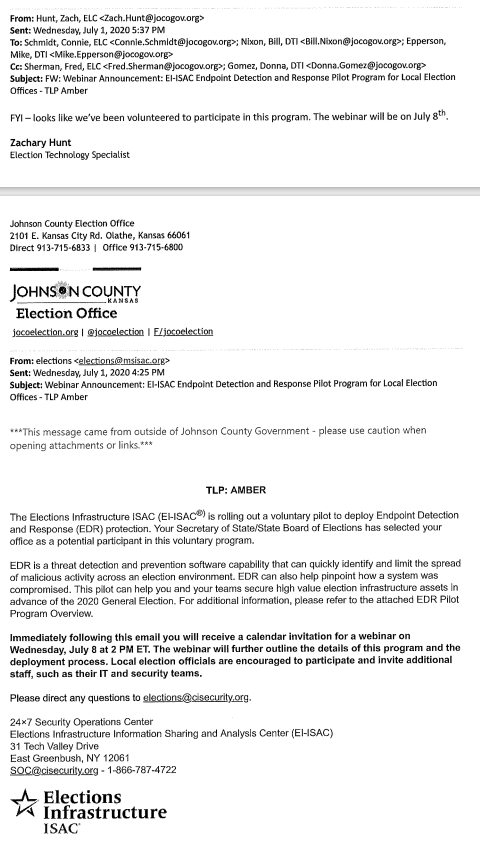 From: Hunt, Zach, ELC <Zach.Hunt@jocogov.org>
Sent: Wednesday, July 1, 2020 5:37 PM
To: Schmidt, Connie, ELC <Connie.Schmidt@jocogov.org>; Nixon, Bill, DTI <Bill.Nixon@jocogov.org>; Epperson,
Mike, DTI <Mike.Epperson@jocogov.org>
Cc: Sherman, Fred, ELC <Fred.Sherman@jocogov.org>; Gomez, Donna, DTI <Donna.Gomez@jocogov.org>
Subject: FW: Webinar Announcement: EI-ISAC Endpoint Detection and Response Pilot Program for Local Election
Offices - TLP Amber
FYI – looks like we've been volunteered to participate in this program. The webinar will be on July 8th.
Zachary Hunt
Election Technology Specialist
Johnson County Election Office
2101 E. Kansas City Rd. Olathe, Kansas 66061
Direct 913-715-6833 | Office 913-715-6800
JOHNSON COUNTY
KANSAS
Election Office
jocoelection.org | @jocoelection | F/jocoelection
From: elections <elections@msisac.org>
Sent: Wednesday, July 1, 2020 4:25 PM
Subject: Webinar Announcement: EI-ISAC Endpoint Detection and Response Pilot Program for Local Election
Offices - TLP Amber
***This message came from outside of Johnson County Government - please use caution when
opening attachments or links.***
TLP: AMBER
The Elections Infrastructure ISAC (EI-ISAC®) is rolling out a voluntary pilot to deploy Endpoint Detection
and Response (EDR) protection. Your Secretary of State/State Board of Elections has selected your
office as a potential participant in this voluntary program.
EDR is a threat detection and prevention software capability that can quickly identify and limit the spread
of malicious activity across an election environment. EDR can also help pinpoint how a system was
compromised. This pilot can help you and your teams secure high value election infrastructure assets in
advance of the 2020 General Election. For additional information, please refer to the attached EDR Pilot
Program Overview.
Immediately following this email you will receive a calendar invitation for a webinar on
Wednesday, July 8 at 2 PM ET. The webinar will further outline the details of this program and the
deployment process. Local election officials are encouraged to participate and invite additional
staff, such as their IT and security teams.
Please direct any questions to elections@cisecurity.org.
24×7 Security Operations Center
Elections Infrastructure Information Sharing and Analysis Center (EI-ISAC)
31 Tech Valley Drive
East Greenbush, NY 12061
SOC@cisecurity.org - 1-866-787-4722
Elections
Infrastructure
ISAC®